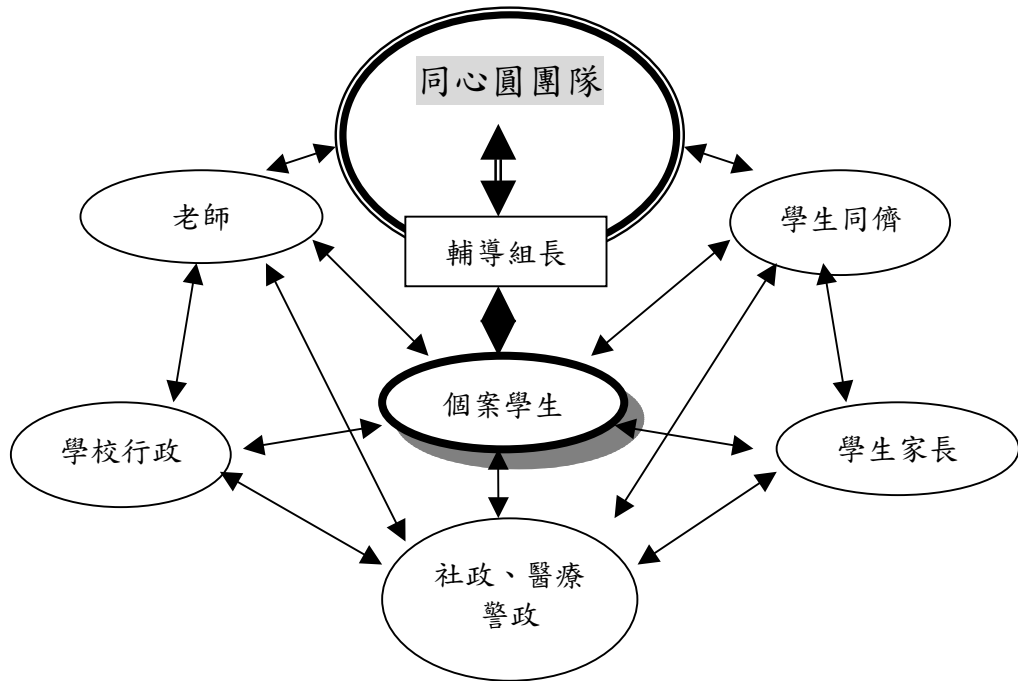 同心圓團隊
老師
學生同儕
輔導組長
個案學生
學校行政
學生家長
社政、醫療
警政